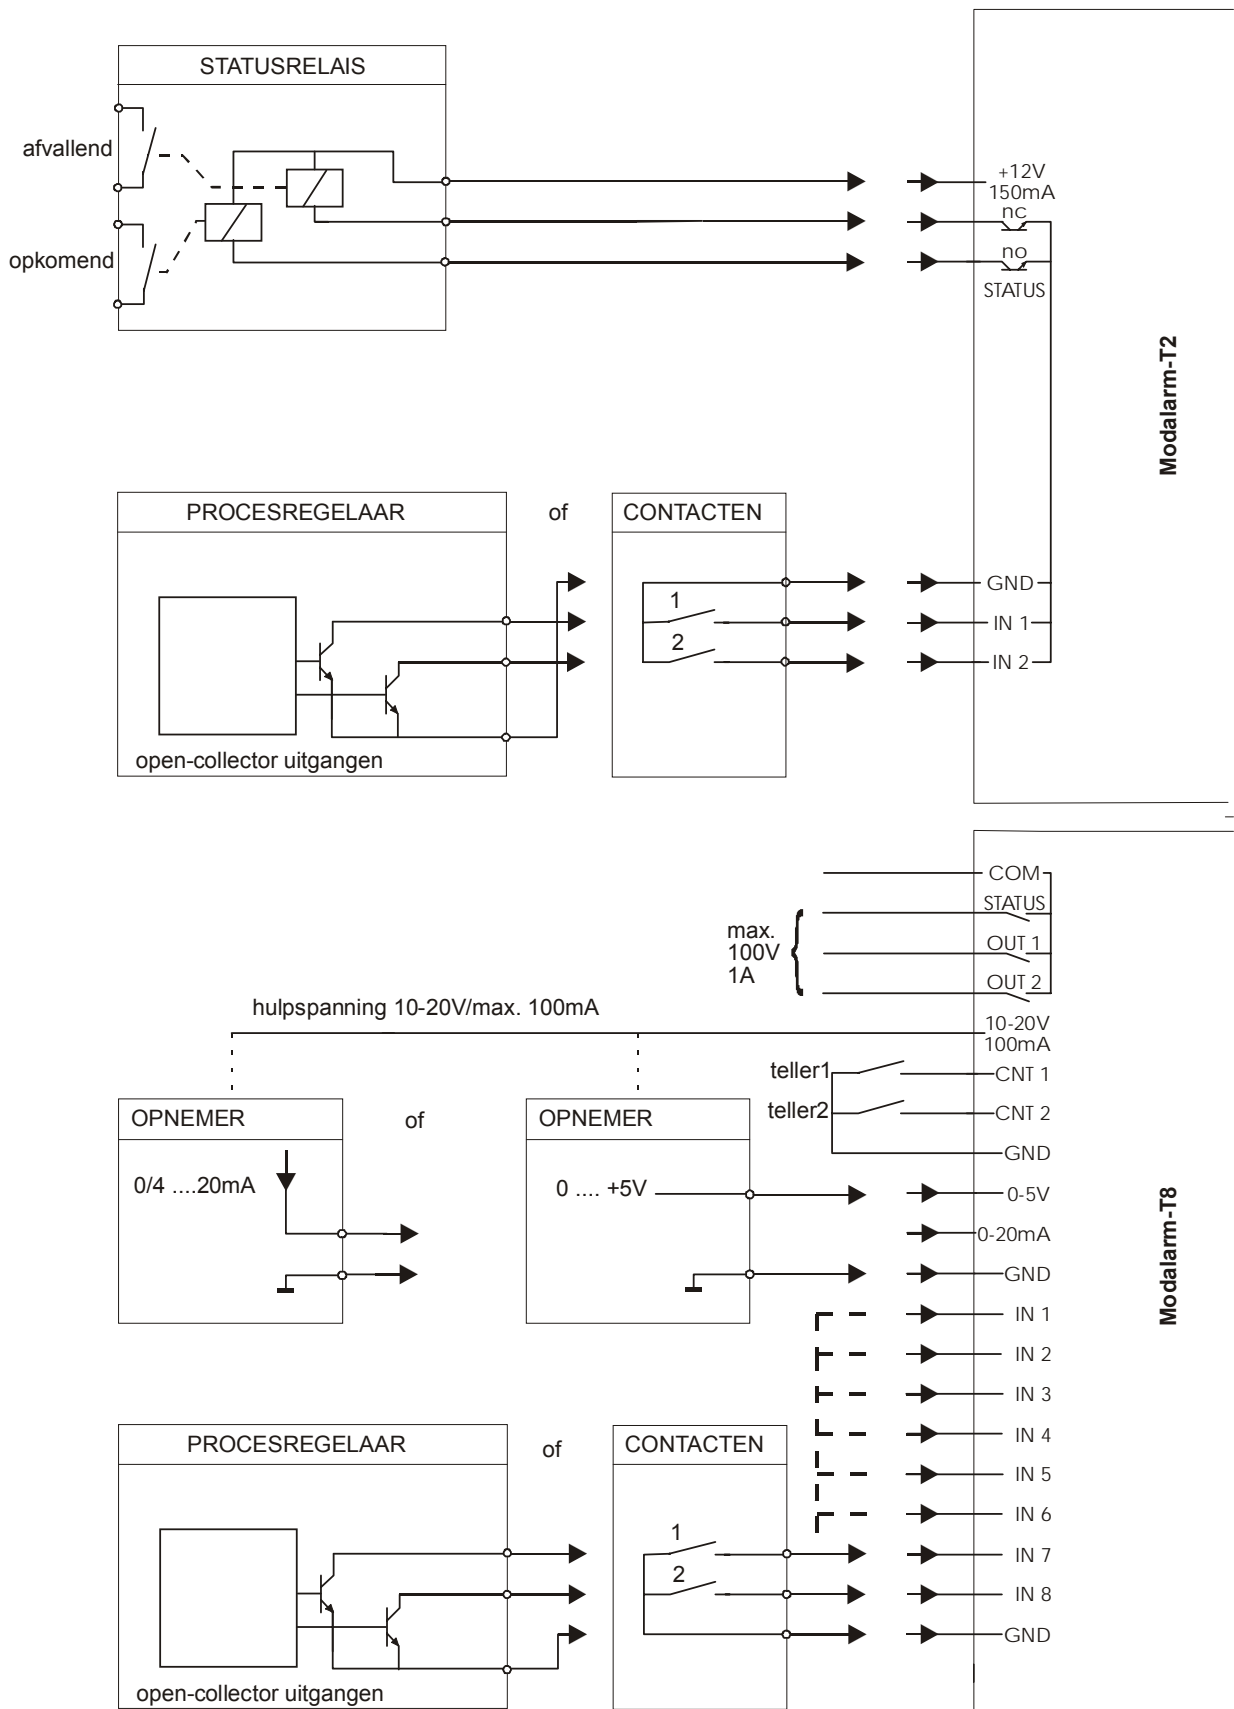 STATUSRELAIS
afvallend
opkomend
+12V
150mA
nc
no
STATUS
Modalarm-T2
PROCESREGELAAR
of
CONTACTEN
1
2
GND
IN 1
IN 2
open-collector uitgangen
COM
STATUS
OUT 1
OUT 2
max.
100V
1A
hulpspanning 10-20V/max. 100mA
10-20V
100mA
teller1
CNT 1
teller2
CNT 2
GND
OPNEMER
of
OPNEMER
0/4 ....20mA
0 .... +5V
0-5V
0-20mA
GND
Modalarm-T8
IN 1
IN 2
IN 3
IN 4
IN 5
IN 6
IN 7
IN 8
GND
PROCESREGELAAR
of
CONTACTEN
1
2
open-collector uitgangen